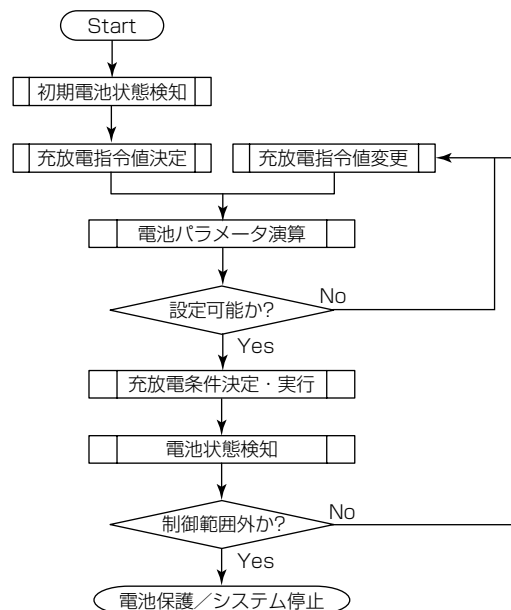 Start
初期電池状態検知
充放電指令値決定
充放電指令値変更
電池パラメータ演算
設定可能か?
No
Yes
充放電条件決定・実行
電池状態検知
制御範囲外か?
No
Yes
電池保護／システム停止